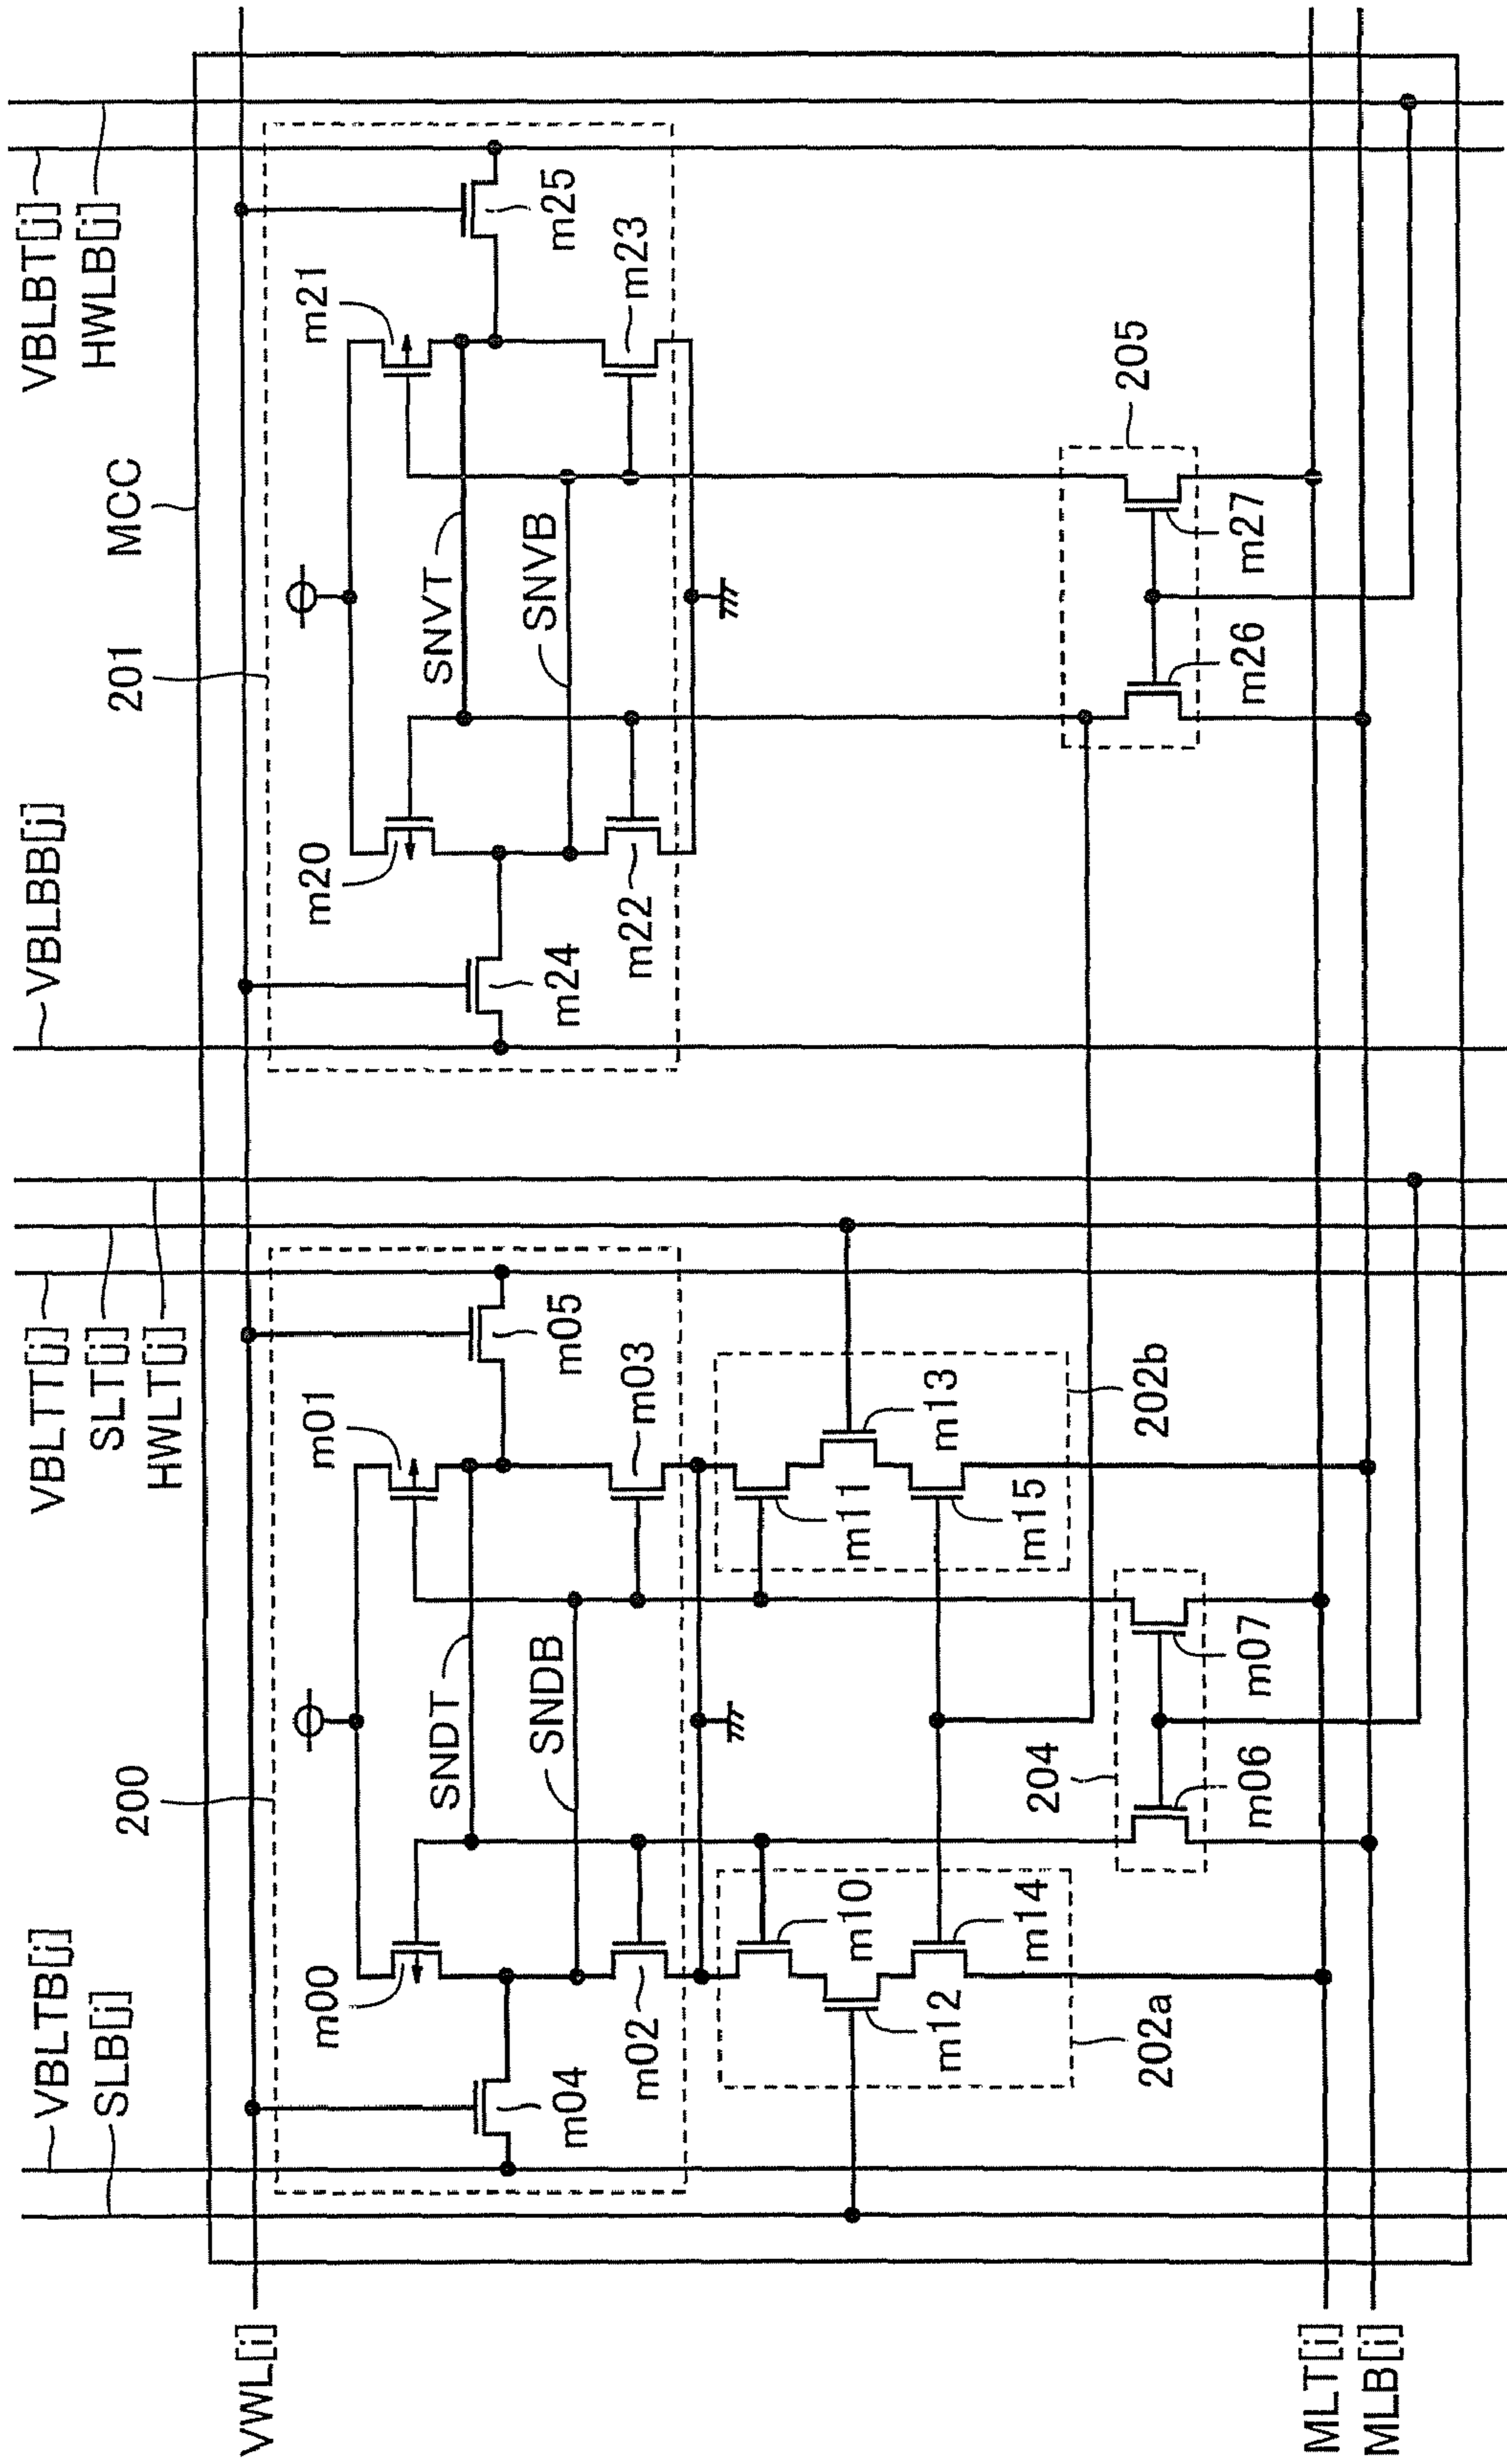 VBLTB[j]
SLB[j]
VBLTT[j]
SLT[j]
HWLT[j]
VBLBB[j]
VBLBT[j]
HWLB[j]
200
201
MCC
VWL[i]
m00
m01
m04
m05
SNDT
SNDB
m02
m03
m20
m21
m24
m25
SNVT
SNVB
m22
m23
m10
m11
m12
m13
m14
m15
202a
202b
204
m06
m07
205
m26
m27
MLT[i]
MLB[i]